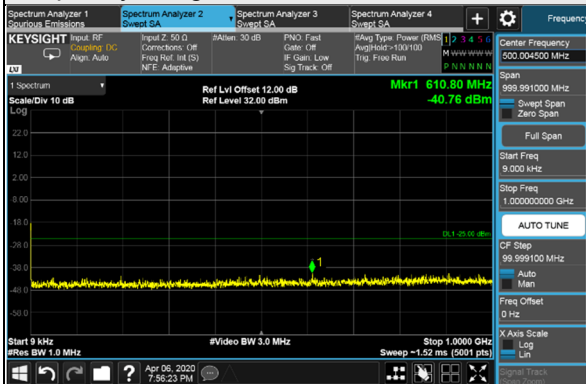 Spectrum Analyzer 1
Spurious Emissions
Spectrum Analyzer 2
Swept SA
Spectrum Analyzer 3
Swept SA
Spectrum Analyzer 4
Swept SA
Frequency
KEYSIGHT
Input: RF
Coupling: DC
Align: Auto
Input Z: 50 Ω
Corrections: Off
Freq Ref: Int (S)
NFE: Adaptive
#Atten: 30 dB
PNO: Fast
Gate: Off
IF Gain: Low
Sig Track: Off
#Avg Type: Power (RMS
Avg|Hold:>100/100
Trig: Free Run
1 2 3 4 5 6
M W W W W W
P N N N N N
LU
1 Spectrum
Scale/Div 10 dB
Log
Ref Lvl Offset 12.00 dB
Ref Level 32.00 dBm
Mkr1 610.80 MHz
-40.76 dBm
22.0
12.0
2.00
-8.00
-18.0
-28.0
-38.0
-48.0
-58.0
DL1 -25.00 dBm
1
Start 9 kHz
#Res BW 1.0 MHz
#Video BW 3.0 MHz
Stop 1.0000 GHz
Sweep ~1.52 ms (5001 pts)
Center Frequency
500.004500 MHz
Span
999.991000 MHz
Swept Span
Zero Span
Full Span
Start Freq
9.000 kHz
Stop Freq
1.000000000 GHz
AUTO TUNE
CF Step
99.999100 MHz
Auto
Man
Freq Offset
0 Hz
X Axis Scale
Log
Lin
Signal Track
(Span Zoom)
Apr 06, 2020
7:56:23 PM